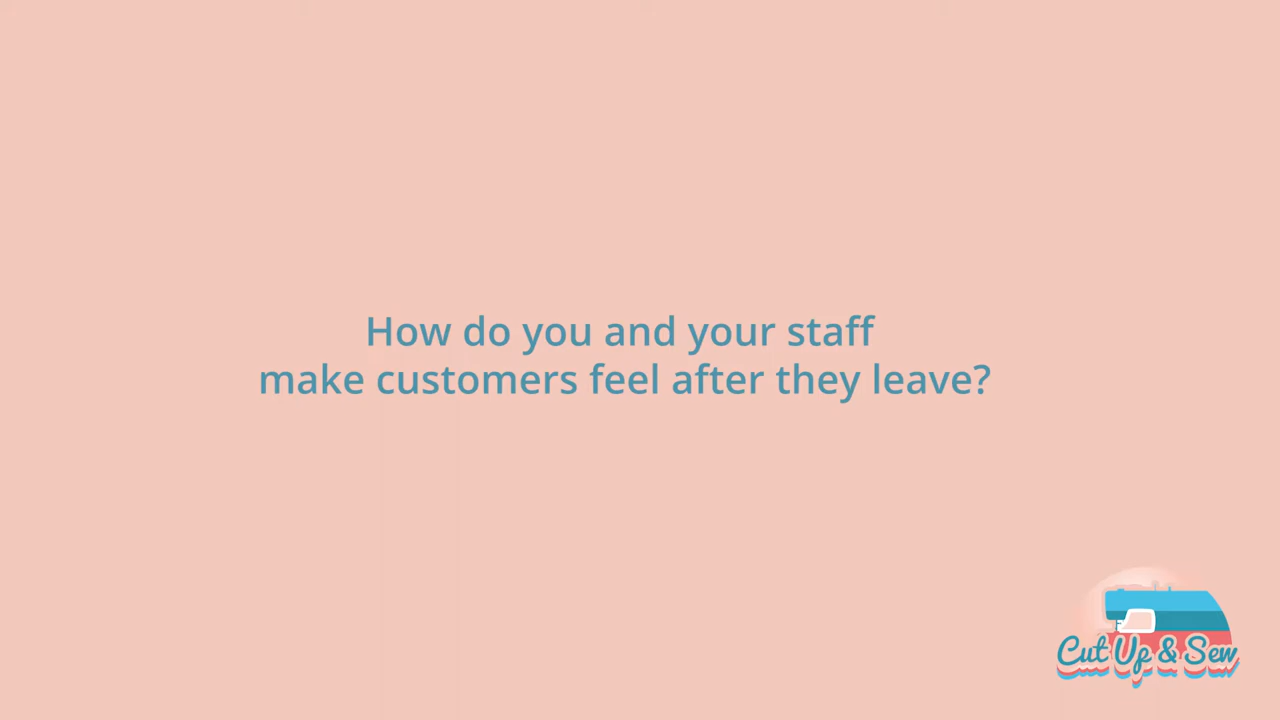 How do you and your staff
make customers feel after they leave?
Cut Up & Sew